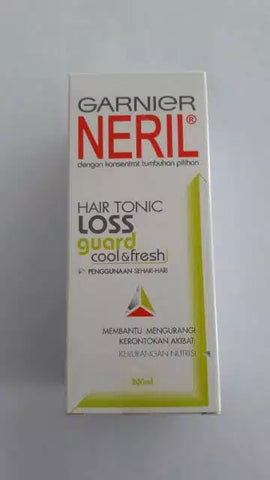 GARNIER
NERIL®
dengan konsentrat tumbuhan pilihan
HAIR TONIC
LOSS
guard
cool&fresh
PENGGUNAAN SEHARI-HARI
MEMBANTU MENGURANGI
KERONTOKAN AKIBAT
KEKURANGAN NUTRISI
200ml